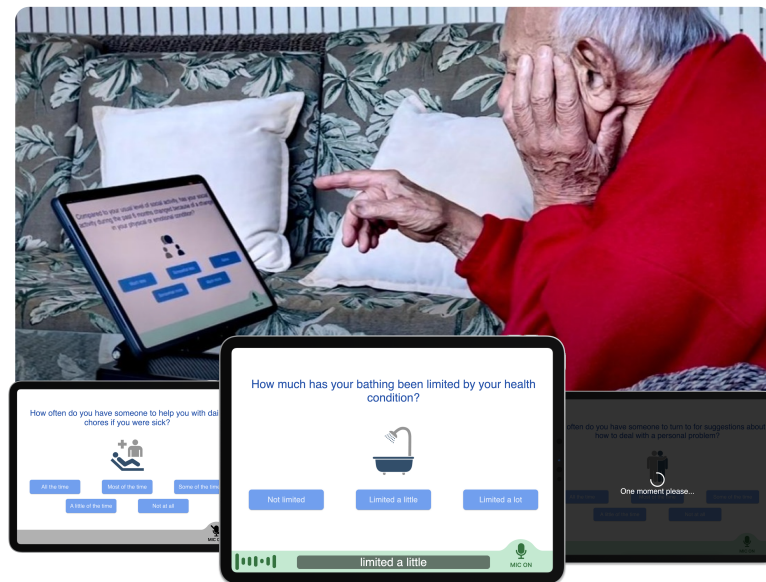 Compared to your usual level of social activity, has your social
activity during the past 6 months changed because of a change
in your physical or emotional condition?
How often do you have someone to help you with
chores if you were sick?
All the time
Most of the time
Some of the time
A little of the time
Not at all
How much has your bathing been limited by your health
condition?
Not limited
Limited a little
Limited a lot
limited a little
MIC ON
often do you have someone to turn to for suggestions about
how to deal with a personal problem?
One moment please...